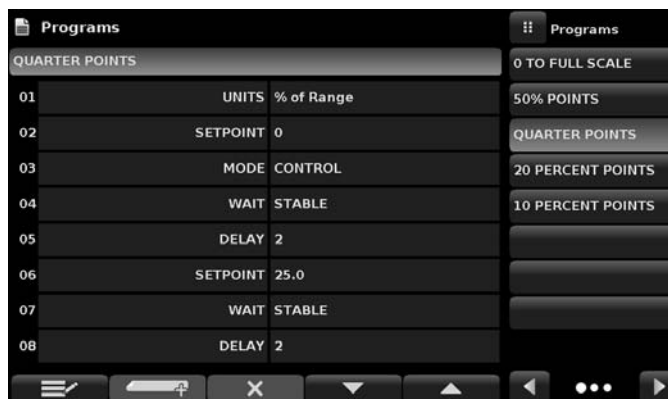 Programs
QUARTER POINTS
01 UNITS % of Range
02 SETPOINT 0
03 MODE CONTROL
04 WAIT STABLE
05 DELAY 2
06 SETPOINT 25.0
07 WAIT STABLE
08 DELAY 2
Programs
0 TO FULL SCALE
50% POINTS
QUARTER POINTS
20 PERCENT POINTS
10 PERCENT POINTS